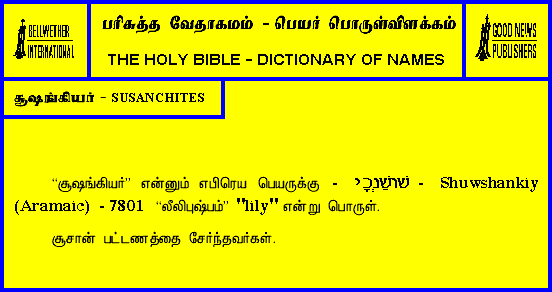 BELLWETHER
INTERNATIONAL
பரிசுத்த வேதாகமம் - பெயர் பொருள்விளக்கம்
THE HOLY BIBLE - DICTIONARY OF NAMES
GOOD NEWS
PUBLISHERS
சூஷங்கியர் - SUSANCHITES
“சூஷங்கியர்” என்னும் எபிரெய பெயருக்கு - שׁוּשַׁנְכָי - Shuwshankiy
(Aramaic) - 7801 “லீலிபுஷ்பம்” "lily" என்று பொருள்.
சூசான் பட்டணத்தை சேர்ந்தவர்கள்.